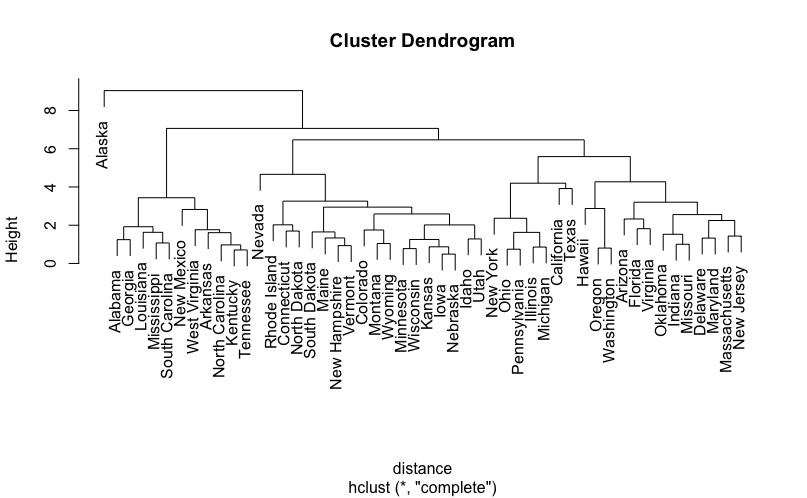 Cluster Dendrogram
Height
0
2
4
6
8
Alaska
Alabama
Georgia
Louisiana
Mississippi
South Carolina
New Mexico
West Virginia
Arkansas
North Carolina
Kentucky
Tennessee
Nevada
Rhode Island
Connecticut
North Dakota
South Dakota
Maine
New Hampshire
Vermont
Colorado
Montana
Wyoming
Minnesota
Wisconsin
Kansas
Iowa
Nebraska
Idaho
Utah
New York
Ohio
Pennsylvania
Illinois
Michigan
California
Texas
Hawaii
Oregon
Washington
Arizona
Florida
Virginia
Oklahoma
Indiana
Missouri
Delaware
Maryland
Massachusetts
New Jersey
distance
hclust (*, "complete")